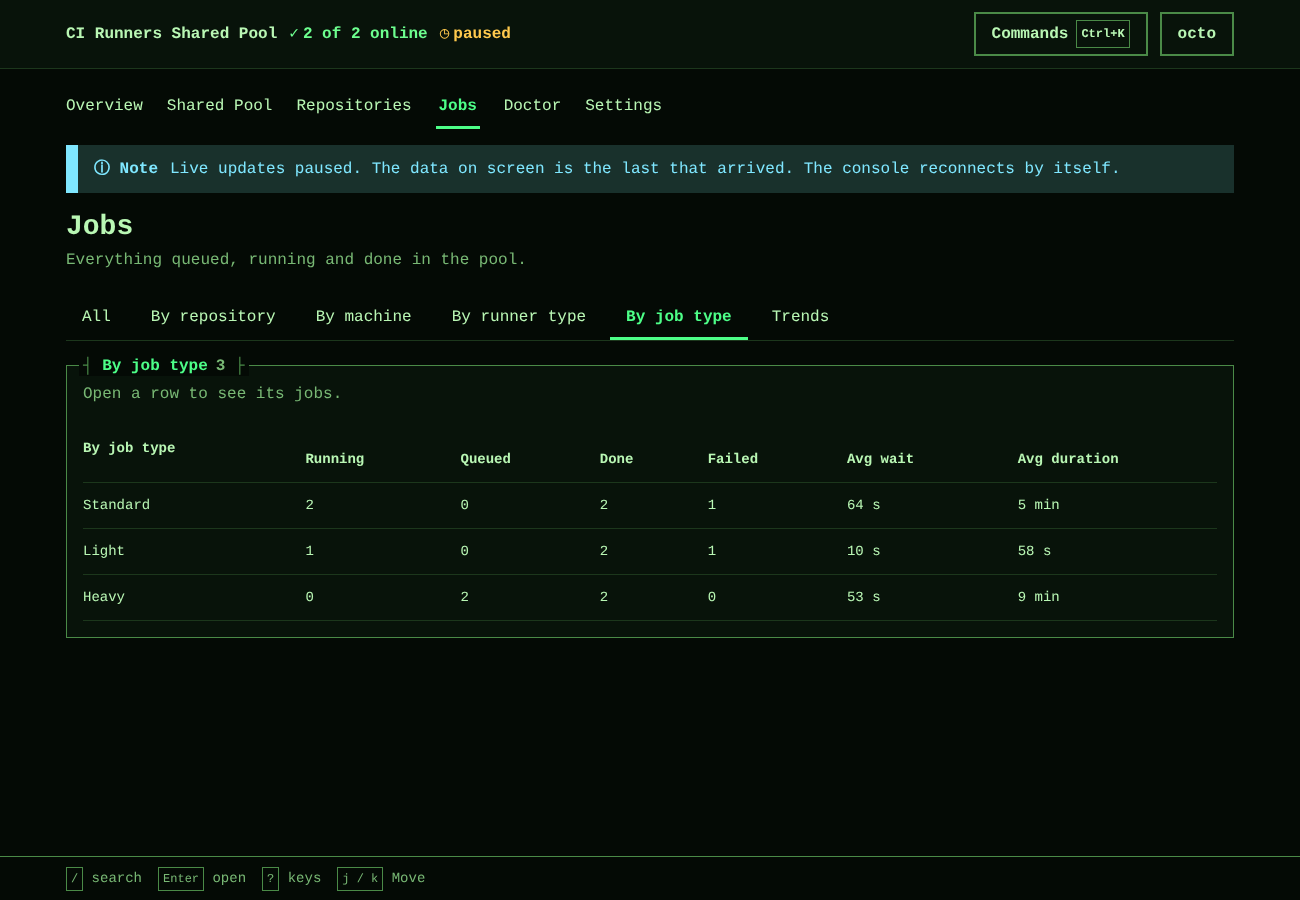 CI Runners Shared Pool ✓ 2 of 2 online ◷ paused Commands Ctrl+K octo
Overview Shared Pool Repositories Jobs Doctor Settings
ⓘ Note Live updates paused. The data on screen is the last that arrived. The console reconnects by itself.
Jobs
Everything queued, running and done in the pool.
All By repository By machine By runner type By job type Trends
By job type 3
Open a row to see its jobs.
By job type Running Queued Done Failed Avg wait Avg duration
Standard 2 0 2 1 64 s 5 min
Light 1 0 2 1 10 s 58 s
Heavy 0 2 2 0 53 s 9 min
/ search Enter open ? keys j / k Move